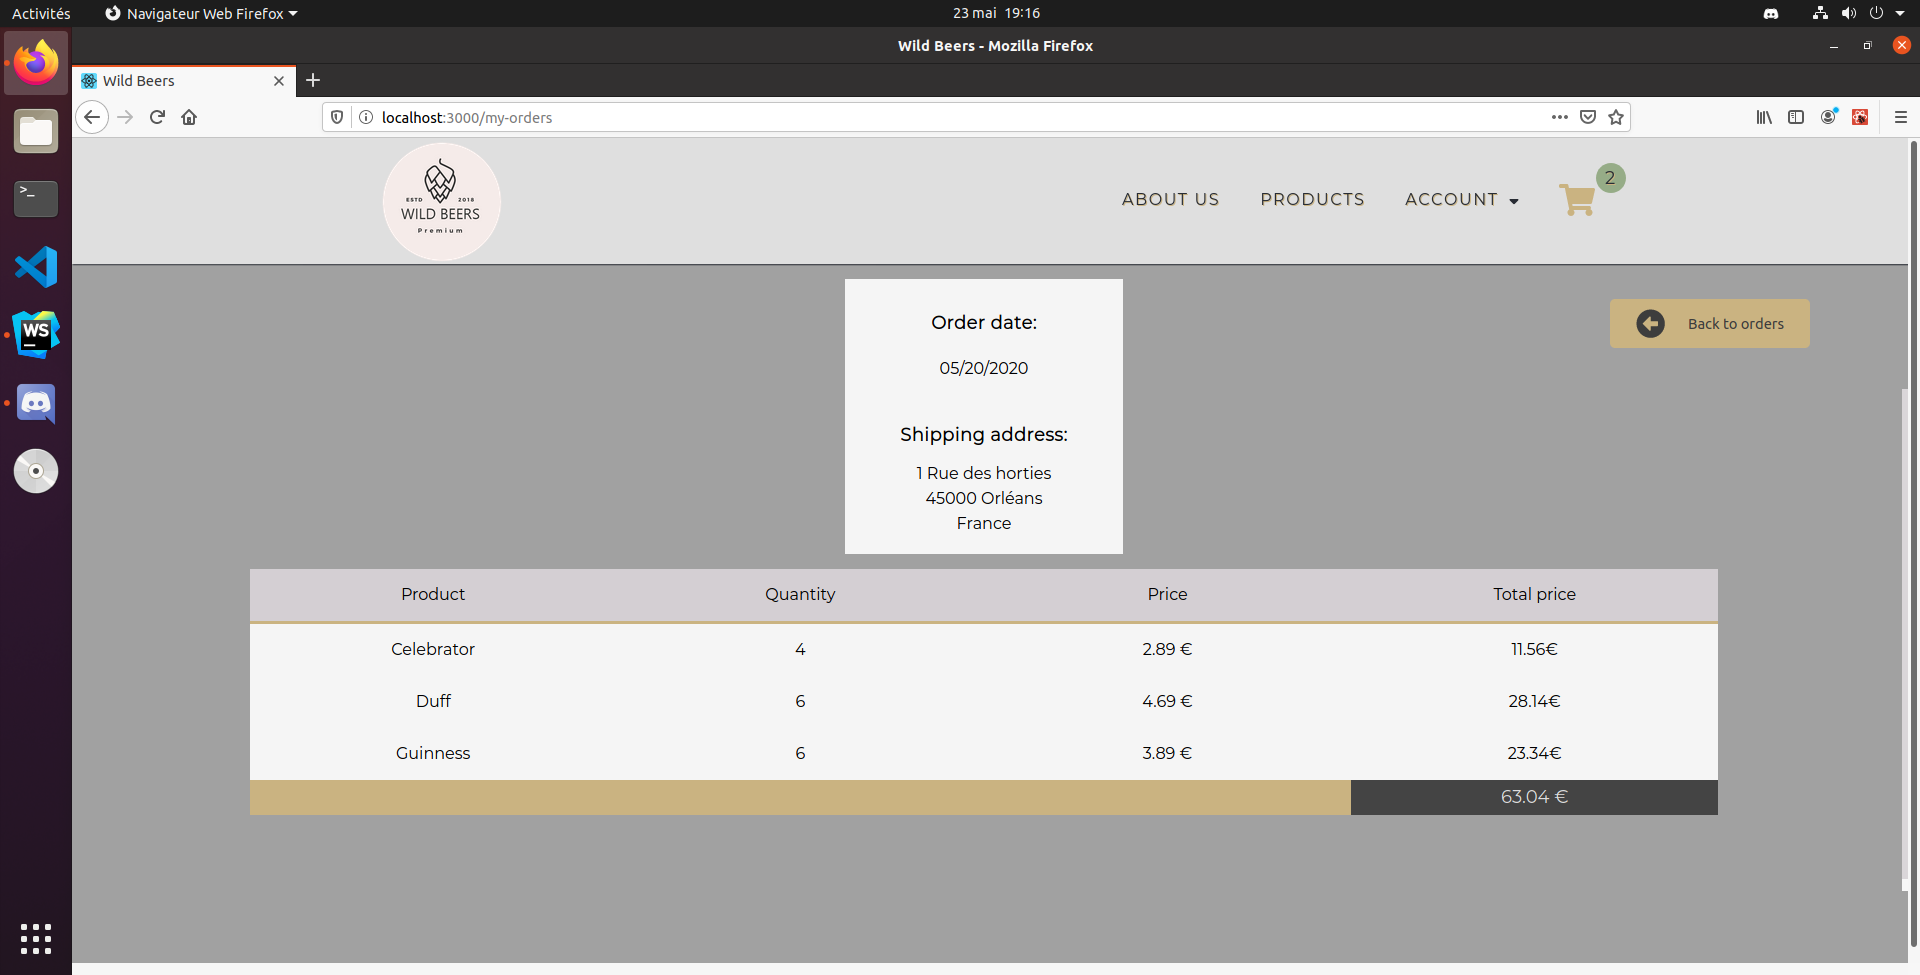 Activités
Navigateur Web Firefox
23 mai 19:16
Wild Beers - Mozilla Firefox
Wild Beers
localhost:3000/my-orders
ESTD 2018
WILD BEERS
Premium
ABOUT US
PRODUCTS
ACCOUNT
2
Order date:
05/20/2020
Back to orders
Shipping address:
1 Rue des horties
45000 Orléans
France
Product Quantity Price Total price
Celebrator 4 2.89 € 11.56€
Duff 6 4.69 € 28.14€
Guinness 6 3.89 € 23.34€
63.04 €
>_
WS